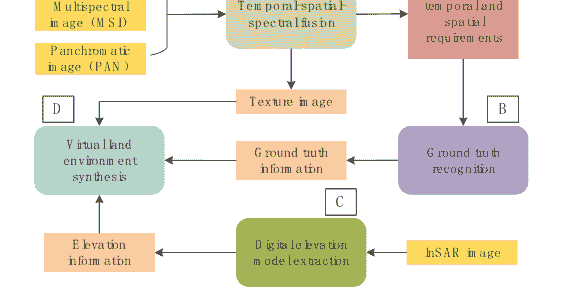 Multispectral
image (MSI)
Panchromatic
image (PAN)
Temporal-spatial-
spectral fusion
temporal and
spatial
requirements
Texture image
D
B
Virtual land
environment
synthesis
Ground truth
information
Ground truth
recognition
C
Elevation
information
Digital elevation
model extraction
InSAR image